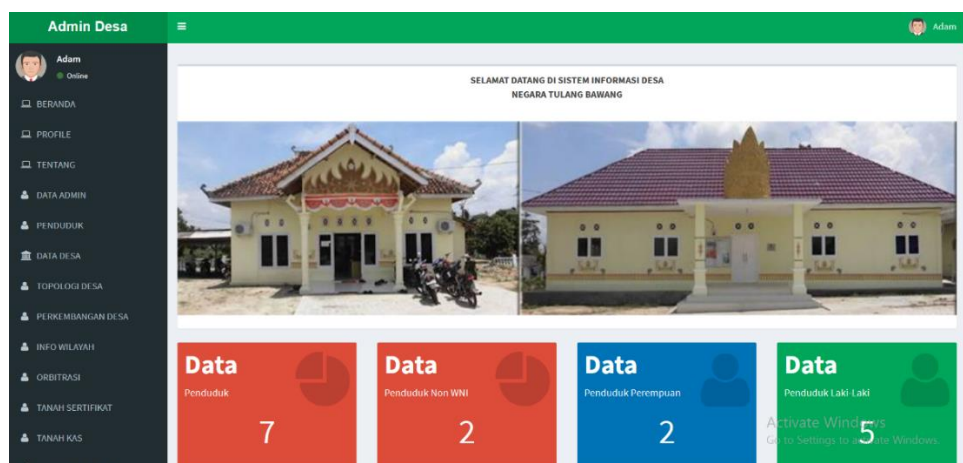 Admin Desa
Adam
Adam
Online
BERANDA
PROFILE
TENTANG
DATA ADMIN
PENDUDUK
DATA DESA
TOPOLOGI DESA
PERKEMBANGAN DESA
INFO WILAYAH
ORBITRASI
TANAH SERTIFIKAT
TANAH KAS
SELAMAT DATANG DI SISTEM INFORMASI DESA
NEGARA TULANG BAWANG
Data
Penduduk
7
Data
Penduduk Non WNI
2
Data
Penduduk Perempuan
2
Data
Penduduk Laki-Laki
5
Activate Windows
Go to Settings to activate Windows.